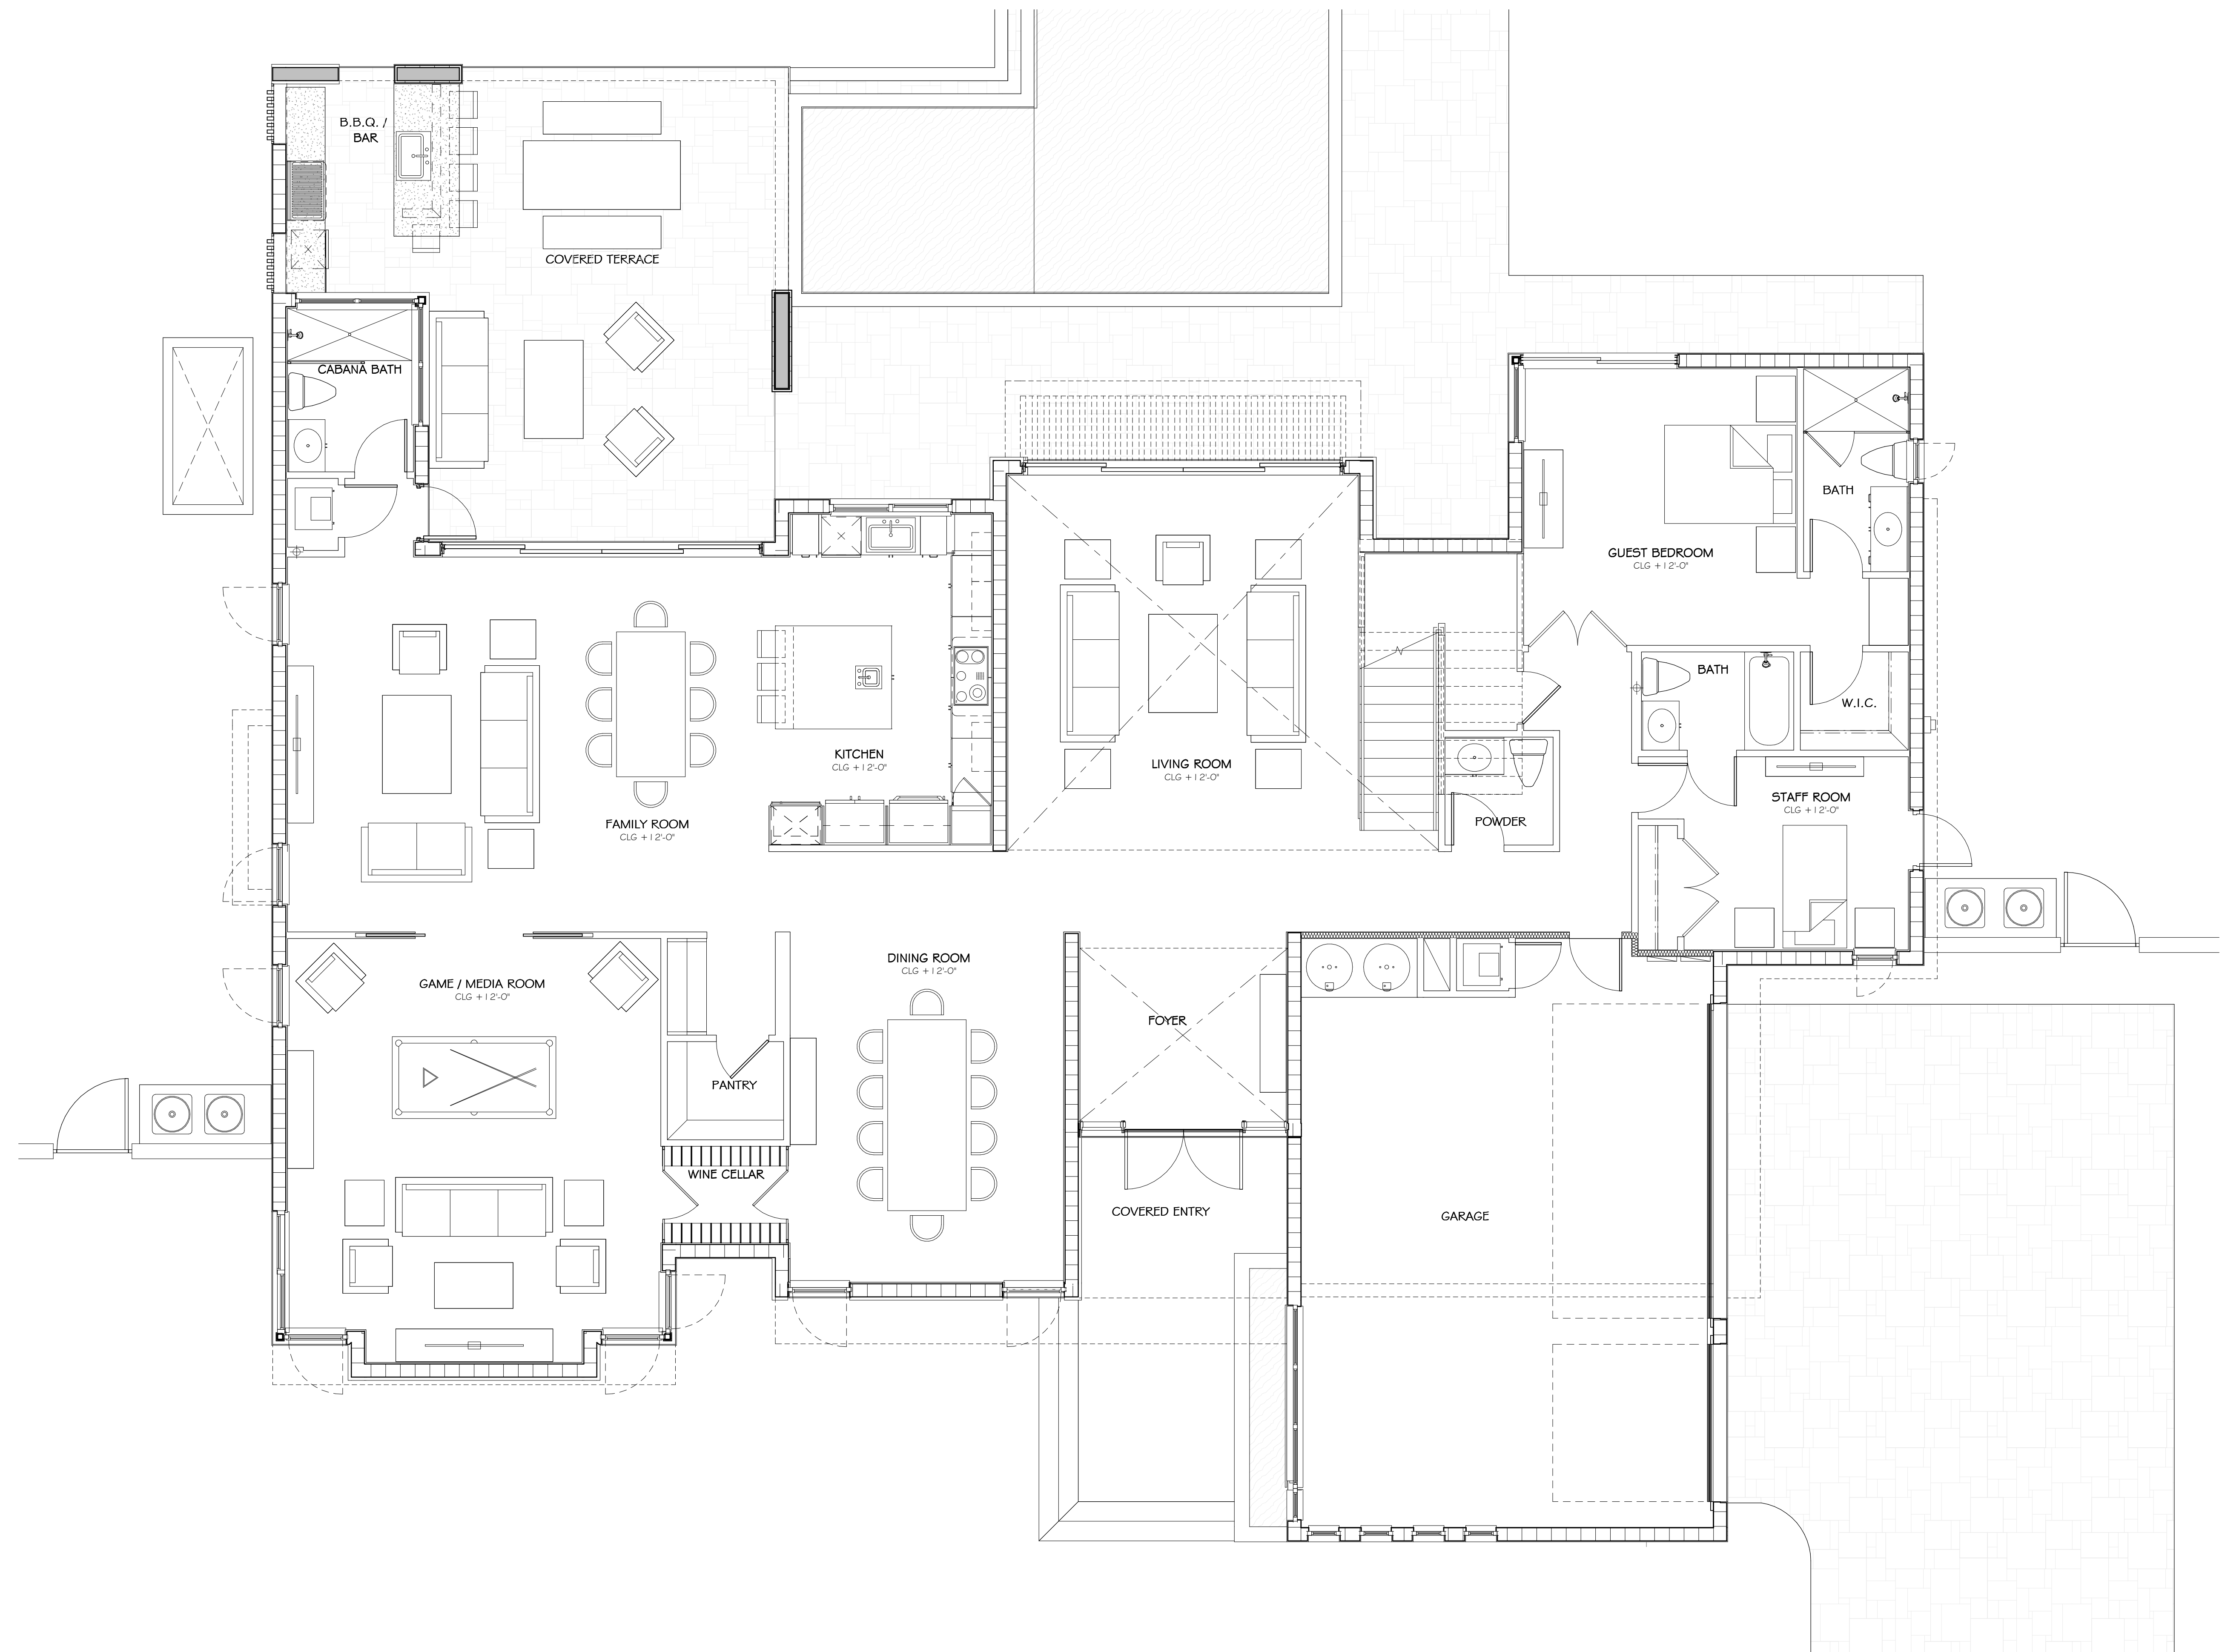 B.B.Q. /
BAR
COVERED TERRACE
CABANA BATH
BATH
GUEST BEDROOM
CLG +12'-0"
BATH
W.I.C.
KITCHEN
CLG +12'-0"
LIVING ROOM
CLG +12'-0"
STAFF ROOM
CLG +12'-0"
FAMILY ROOM
CLG +12'-0"
POWDER
DINING ROOM
CLG +12'-0"
GAME / MEDIA ROOM
CLG +12'-0"
FOYER
PANTRY
WINE CELLAR
COVERED ENTRY
GARAGE